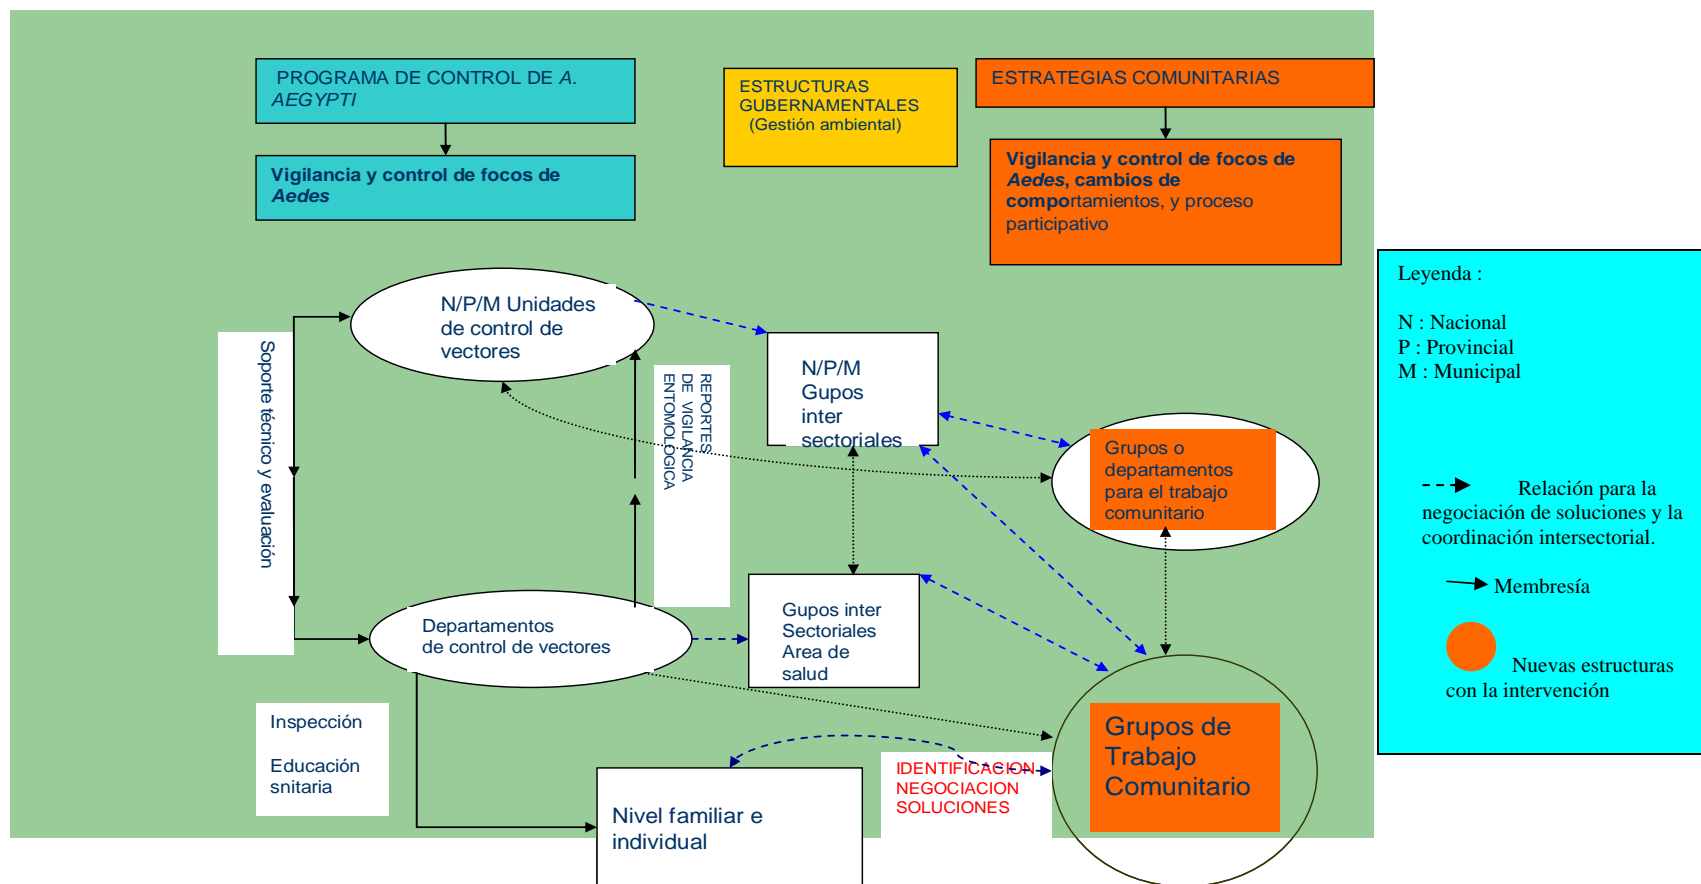 PROGRAMA DE CONTROL DE A.
AEGYPTI
Vigilancia y control de focos de
Aedes
ESTRUCTURAS
GUBERNAMENTALES
(Gestión ambiental)
ESTRATEGIAS COMUNITARIAS
Vigilancia y control de focos de
Aedes, cambios de
comportamientos, y proceso
participativo
N/P/M Unidades
de control de
vectores
Soporte técnico y evaluación
REPORTES
DE VIGILANCIA
ENTOMOLOGICA
N/P/M
Gupos
inter
sectoriales
Grupos o
departamentos
para el trabajo
comunitario
Departamentos
de control de vectores
Gupos inter
Sectoriales
Area de
salud
Inspección
Educación
snitaria
Nivel familiar e
individual
IDENTIFICACION
NEGOCIACION
SOLUCIONES
Grupos de
Trabajo
Comunitario
Leyenda :
N : Nacional
P : Provincial
M : Municipal
Relación para la
negociación de soluciones y la
coordinación intersectorial.
Membresía
Nuevas estructuras
con la intervención